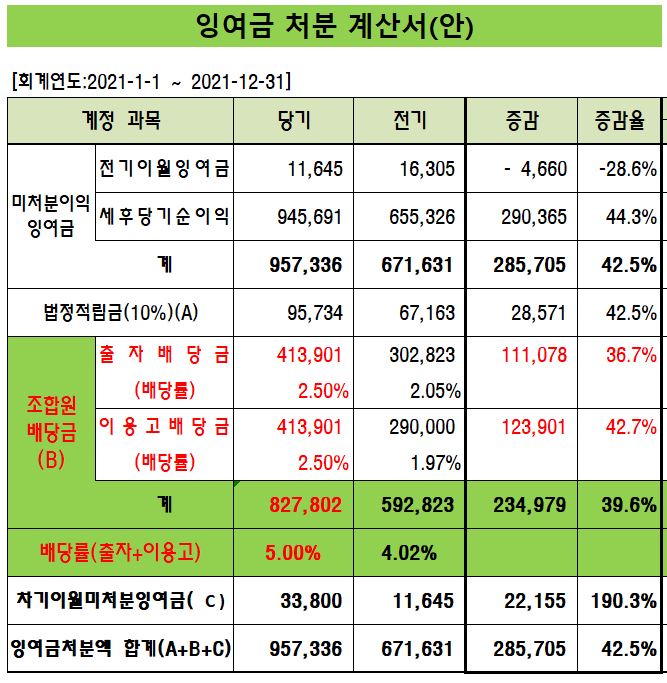 잉여금 처분 계산서(안)
[회계연도:2021-1-1 ~ 2021-12-31]
계정 과목 당기 전기 증감 증감율
미처분이익잉여금 전기이월잉여금 11,645 16,305 - 4,660 -28.6%
세후당기순이익 945,691 655,326 290,365 44.3%
계 957,336 671,631 285,705 42.5%
법정적립금(10%)(A) 95,734 67,163 28,571 42.5%
조합원 배당금 (B) 출자배당금 413,901 302,823 111,078 36.7%
(배당률) 2.50% 2.05%
이용고배당금 413,901 290,000 123,901 42.7%
(배당률) 2.50% 1.97%
계 827,802 592,823 234,979 39.6%
배당률(출자+이용고) 5.00% 4.02%
차기이월미처분잉여금( C ) 33,800 11,645 22,155 190.3%
잉여금처분액 합계(A+B+C) 957,336 671,631 285,705 42.5%